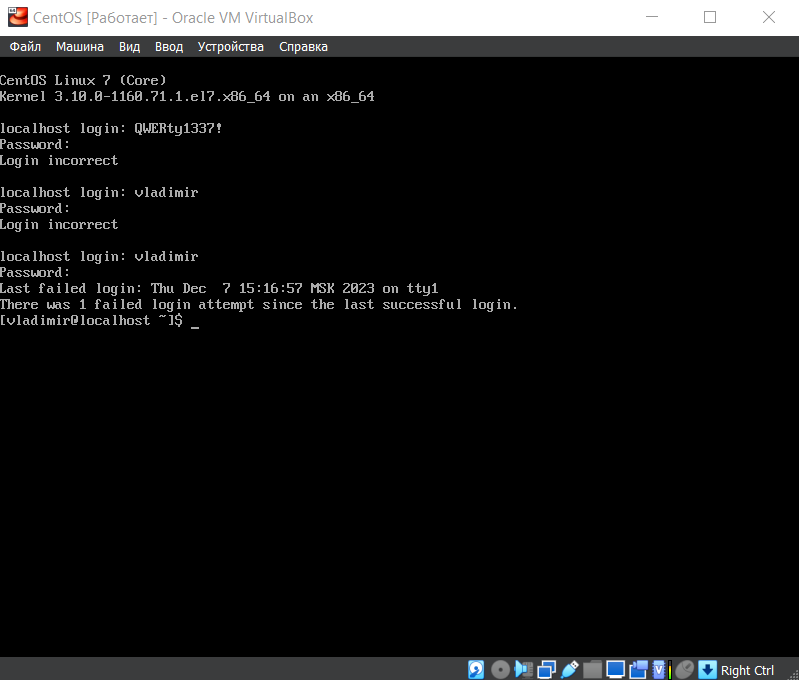 CentOS [Работает] - Oracle VM VirtualBox
Файл Машина Вид Ввод Устройства Справка
CentOS Linux 7 (Core)
Kernel 3.10.0-1160.71.1.el7.x86_64 on an x86_64
localhost login: QWERty1337!
Password:
Login incorrect
localhost login: vladimir
Password:
Login incorrect
localhost login: vladimir
Password:
Last failed login: Thu Dec  7 15:16:57 MSK 2023 on tty1
There was 1 failed login attempt since the last successful login.
[vladimir@localhost ~]$ _
Right Ctrl